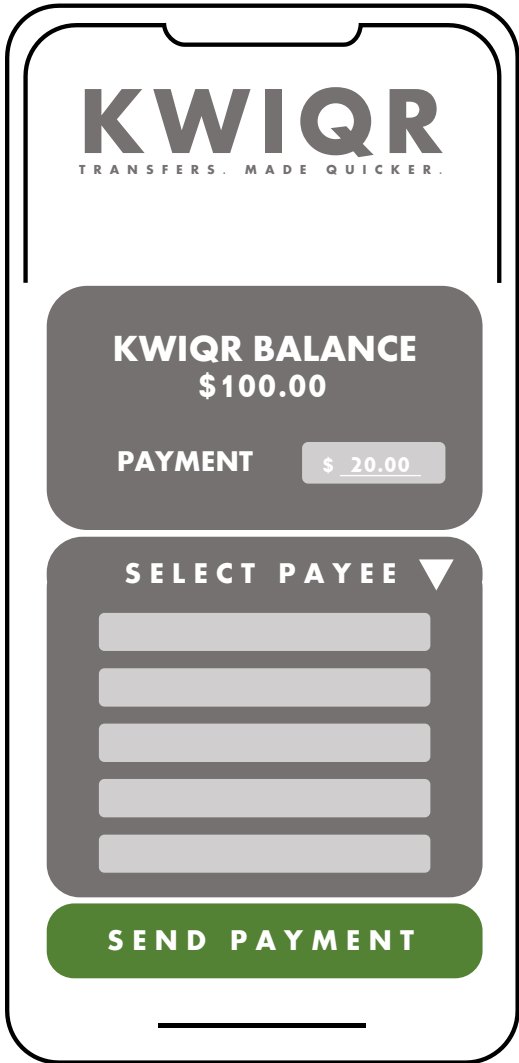 KWIQR
TRANSFERS. MADE QUICKER.
KWIQR BALANCE
$100.00
PAYMENT $ 20.00
SELECT PAYEE
SEND PAYMENT